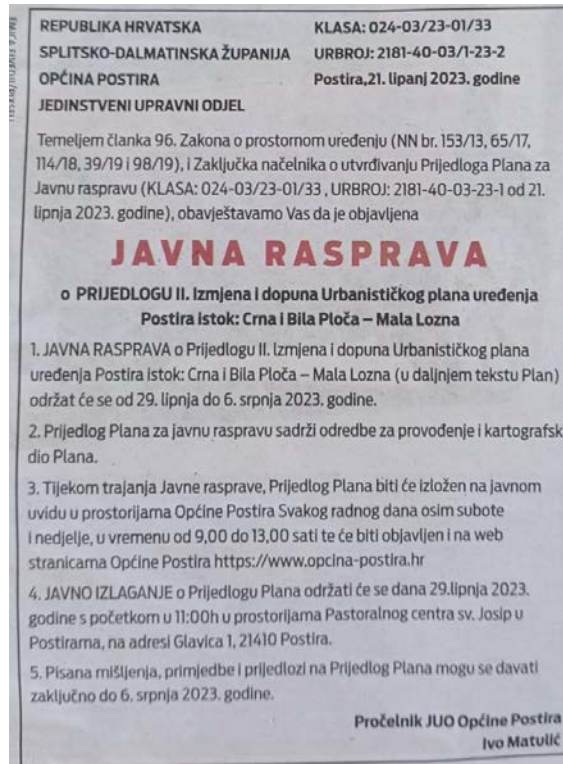 REPUBLIKA HRVATSKA KLASA: 024-03/23-01/33
SPLITSKO-DALMATINSKA ŽUPANIJA URBROJ: 2181-40-03/1-23-2
OPĆINA POSTIRA Postira,21. lipanj 2023. godine
JEDINSTVENI UPRAVNI ODJEL
Temeljem članka 96. Zakona o prostornom uređenju (NN br. 153/13, 65/17,
114/18, 39/19 i 98/19), i Zaključka načelnika o utvrđivanju Prijedloga Plana za
Javnu raspravu (KLASA: 024-03/23-01/33 , URBROJ: 2181-40-03-23-1 od 21.
lipnja 2023. godine), obavještavamo Vas da je objavljena
JAVNA RASPRAVA
o PRIJEDLOGU II. Izmjena i dopuna Urbanističkog plana uređenja
Postira istok: Crna i Bila Ploča – Mala Lozna
1. JAVNA RASPRAVA o Prijedlogu II. Izmjena i dopuna Urbanističkog plana
uređenja Postira istok: Crna i Bila Ploča – Mala Lozna (u daljnjem tekstu Plan)
održat će se od 29. lipnja do 6. srpnja 2023. godine.
2. Prijedlog Plana za javnu raspravu sadrži odredbe za provođenje i kartografsk
dio Plana.
3. Tijekom trajanja Javne rasprave, Prijedlog Plana biti će izložen na javnom
uvidu u prostorijama Općine Postira Svakog radnog dana osim subote
i nedjelje, u vremenu od 9,00 do 13,00 sati te će biti objavljen i na web
stranicama Općine Postira https://www.opcina-postira.hr
4. JAVNO IZLAGANJE o Prijedlogu Plana održati će se dana 29.lipnja 2023.
godine s početkom u 11:00h u prostorijama Pastoralnog centra sv. Josip u
Postirama, na adresi Glavica 1, 21410 Postira.
5. Pisana mišljenja, primjedbe i prijedlozi na Prijedlog Plana mogu se davati
zaključno do 6. srpnja 2023. godine.
Pročelnik JUO Općine Postira
Ivo Matulić